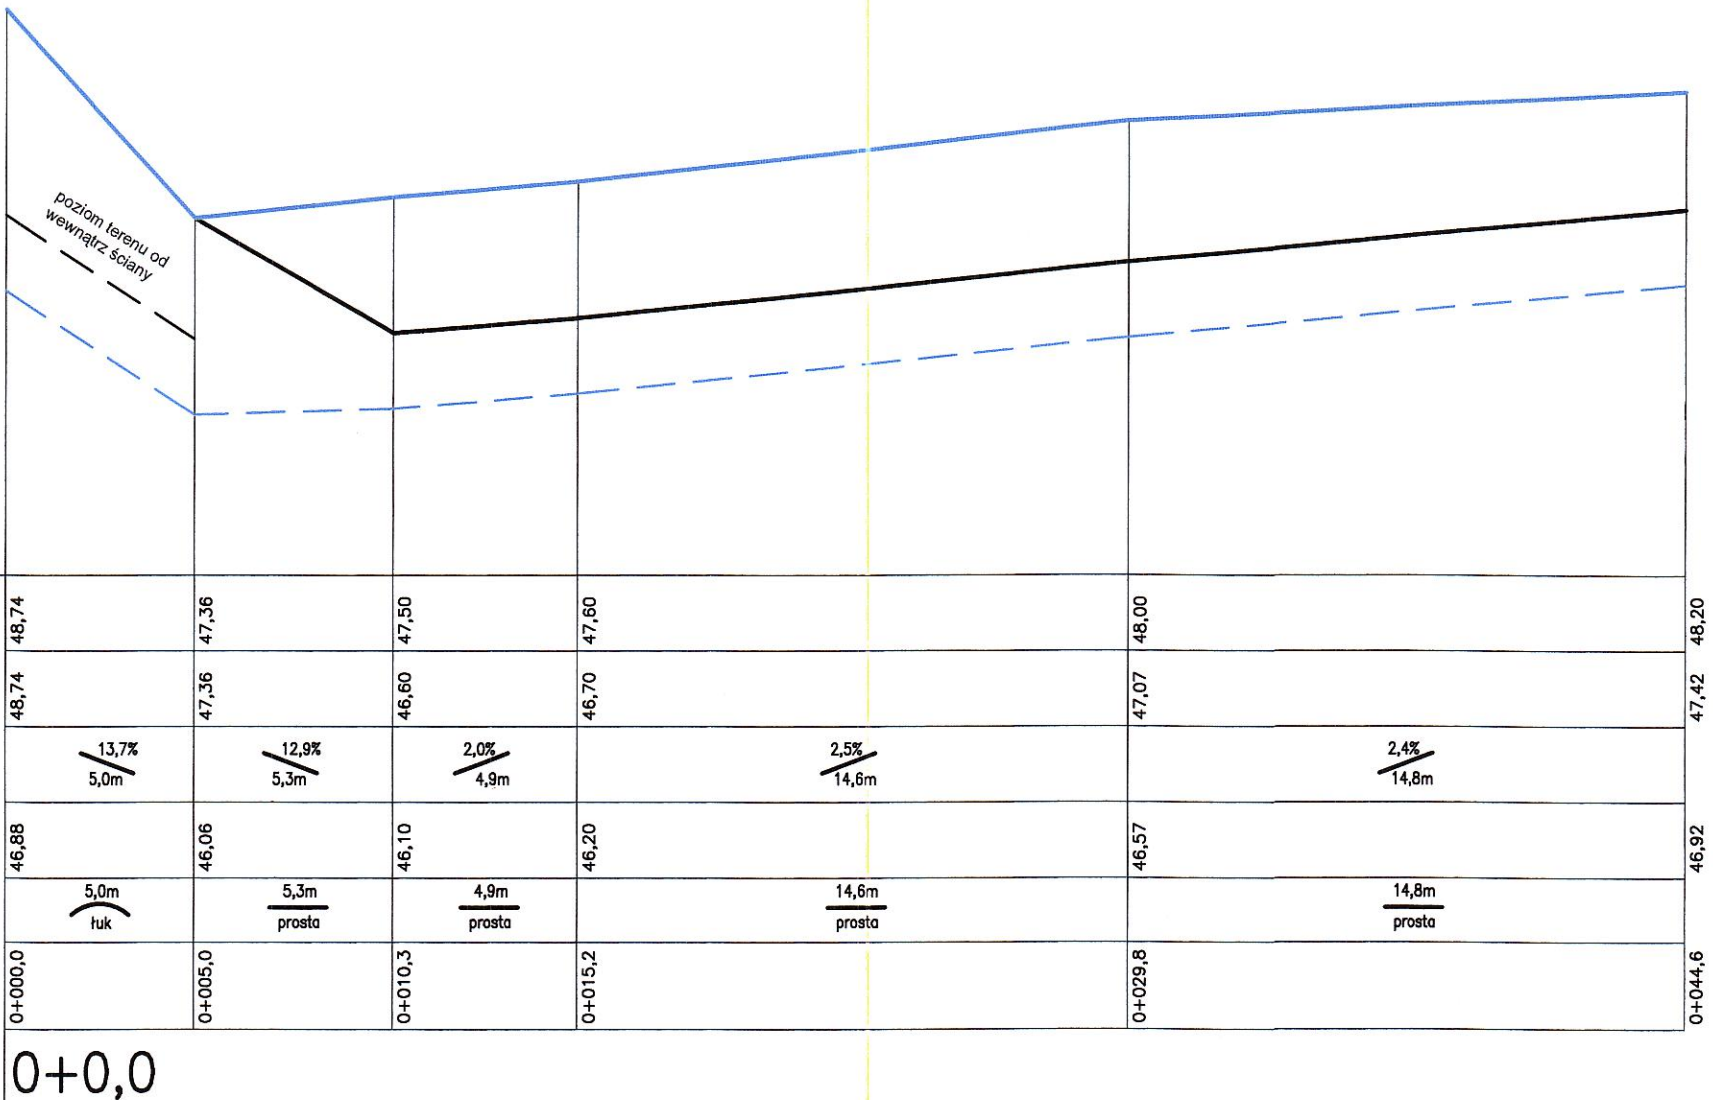 poziom terenu od
wewnątrz ściany
48,74 47,36 47,50 47,60 48,00 48,20
48,74 47,36 46,60 46,70 47,07 47,42
13,7% 12,9% 2,0% 2,5% 2,4%
5,0m 5,3m 4,9m 14,6m 14,8m
46,88 46,06 46,10 46,20 46,57 46,92
5,0m 5,3m 4,9m 14,6m 14,8m
łuk prosta prosta prosta prosta
0+000,0 0+005,0 0+010,3 0+015,2 0+029,8 0+044,6
0+0,0